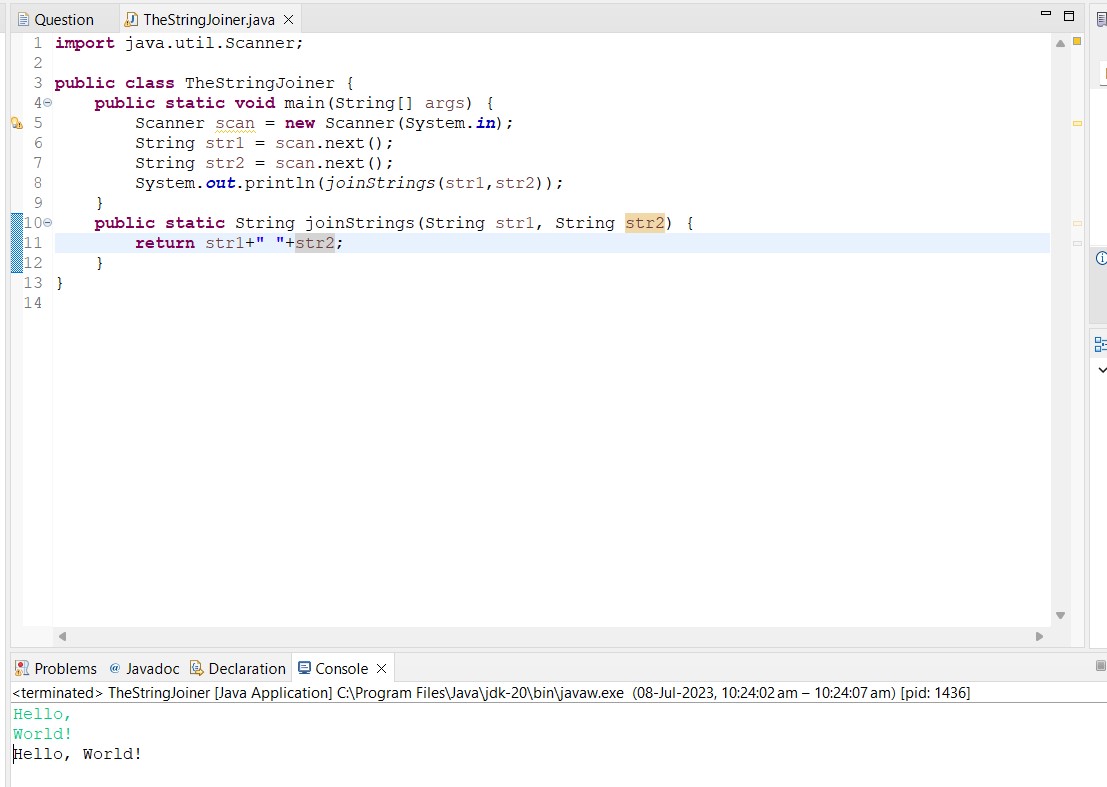 Question TheStringJoiner.java
1 import java.util.Scanner;
2
3 public class TheStringJoiner {
4 public static void main(String[] args) {
5 Scanner scan = new Scanner(System.in);
6 String str1 = scan.next();
7 String str2 = scan.next();
8 System.out.println(joinStrings(str1,str2));
9 }
10 public static String joinStrings(String str1, String str2) {
11 return str1+" "+str2;
12 }
13 }
14
Problems @ Javadoc Declaration Console
<terminated> TheStringJoiner [Java Application] C:\Program Files\Java\jdk-20\bin\javaw.exe (08-Jul-2023, 10:24:02 am – 10:24:07 am) [pid: 1436]
Hello,
World!
Hello, World!